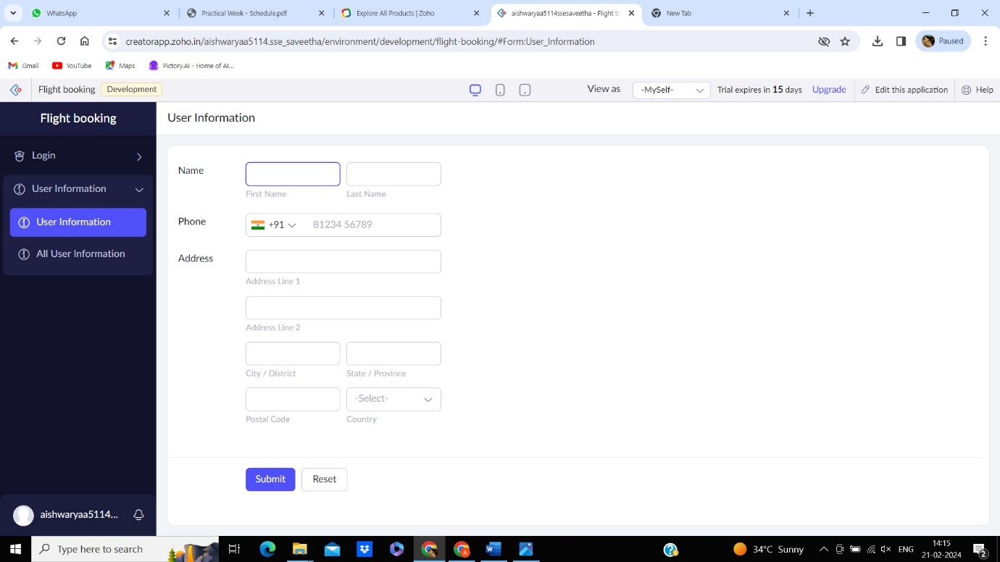 WhatsApp
Practical Week - Schedule.pdf
Explore All Products | Zoho
aishwaryaa5114ssesaveetha - Flight b
New Tab
creatorapp.zoho.in/aishwaryaa5114.sse_saveetha/environment/development/flight-booking/#Form:User_Information
Paused
Gmail
YouTube
Maps
Pictory.AI - Home of AI...
Flight booking
Development
View as
-MySelf-
Trial expires in 15 days
Upgrade
Edit this application
Help
Flight booking
User Information
Login
User Information
User Information
All User Information
Name
First Name
Last Name
Phone
+91
81234 56789
Address
Address Line 1
Address Line 2
City / District
State / Province
-Select-
Postal Code
Country
Submit
Reset
aishwaryaa5114...
Type here to search
34°C Sunny
ENG
14:15
21-02-2024
2